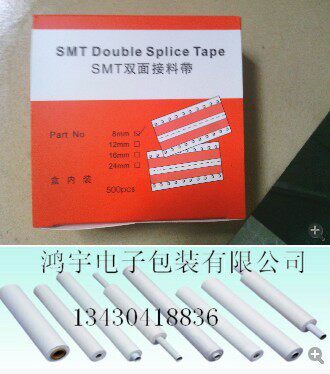 SMT Double Splice Tape
SMT双面接料帶
Part No 8mm
12mm
16mm
24mm
盒内装
500pcs
鸿宇电子包装有限公司
13430418836